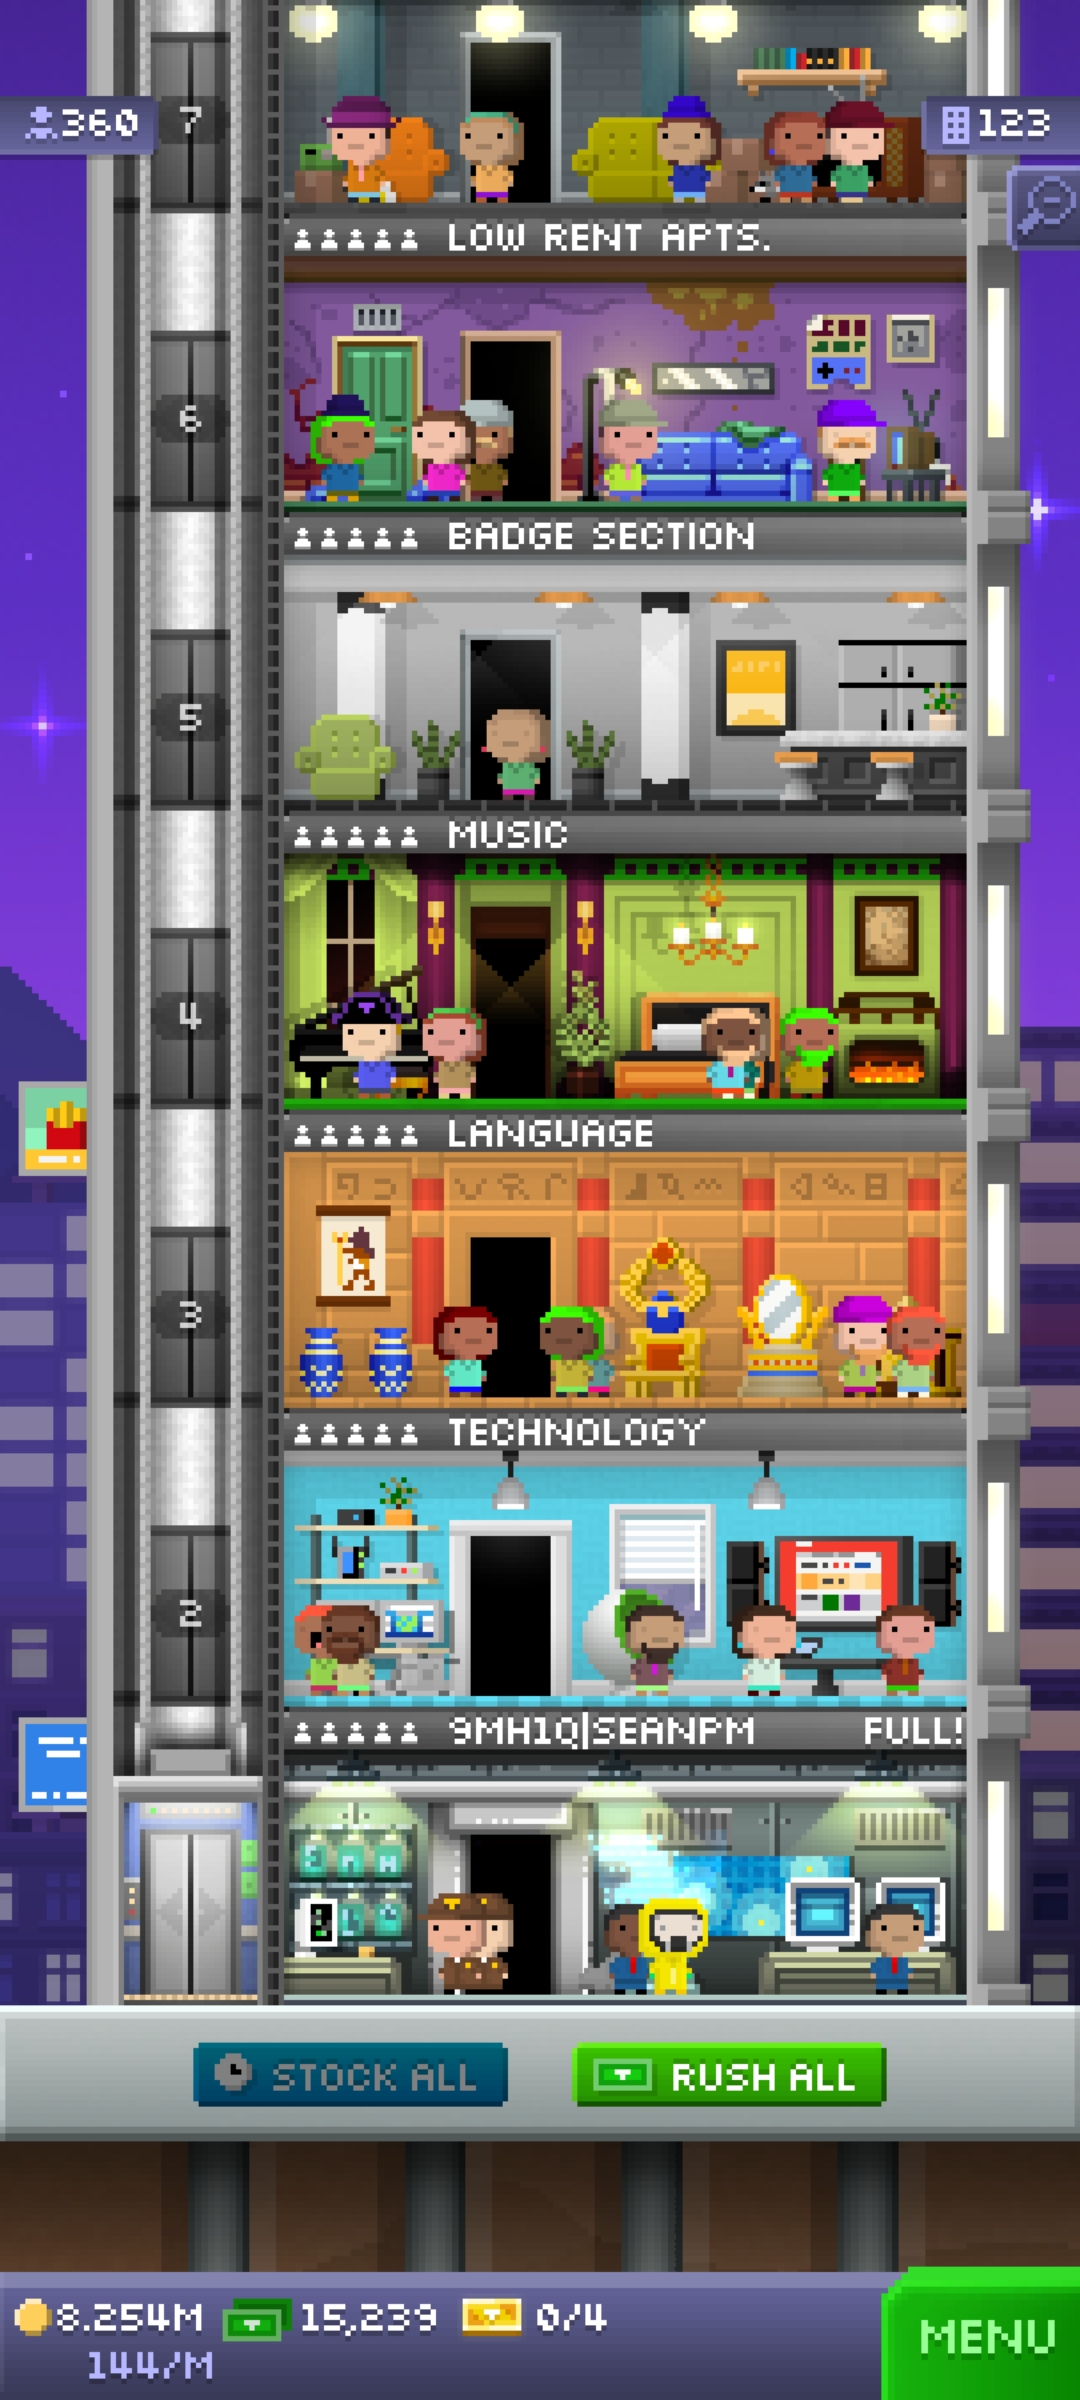 360
7
123
LOW RENT APTS.
6
BADGE SECTION
5
MUSIC
4
LANGUAGE
3
TECHNOLOGY
2
9MH1Q|SEANPM FULL!
STOCK ALL
RUSH ALL
8.254M
15,239
0/4
144/M
MENU